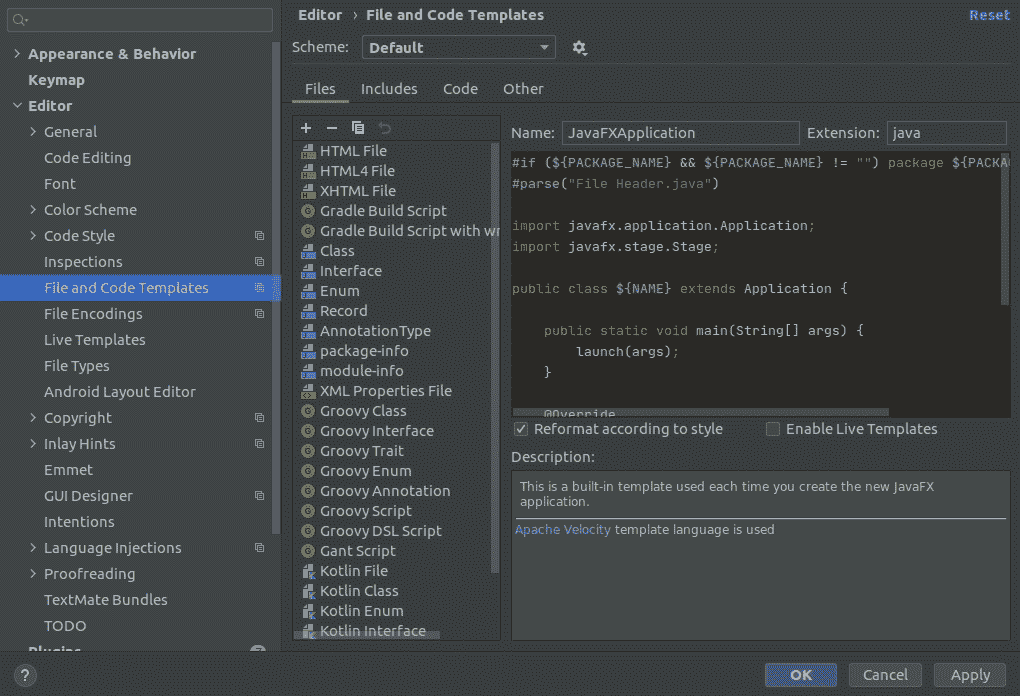 Editor › File and Code Templates
Reset
Scheme: Default
Appearance & Behavior
Keymap
Editor
General
Code Editing
Font
Color Scheme
Code Style
Inspections
File and Code Templates
File Encodings
Live Templates
File Types
Android Layout Editor
Copyright
Inlay Hints
Emmet
GUI Designer
Intentions
Language Injections
Proofreading
TextMate Bundles
TODO
Plugins
Files Includes Code Other
HTML File
HTML4 File
XHTML File
Gradle Build Script
Gradle Build Script with wr
Class
Interface
Enum
Record
AnnotationType
package-info
module-info
XML Properties File
Groovy Class
Groovy Interface
Groovy Trait
Groovy Enum
Groovy Annotation
Groovy Script
Groovy DSL Script
Gant Script
Kotlin File
Kotlin Class
Kotlin Enum
Kotlin Interface
Name: JavaFXApplication Extension: java
#if (${PACKAGE_NAME} && ${PACKAGE_NAME} != "") package ${PACKA
#parse("File Header.java")
import javafx.application.Application;
import javafx.stage.Stage;
public class ${NAME} extends Application {
public static void main(String[] args) {
launch(args);
}
@Override
Reformat according to style Enable Live Templates
Description:
This is a built-in template used each time you create the new JavaFX
application.
Apache Velocity template language is used
? OK Cancel Apply